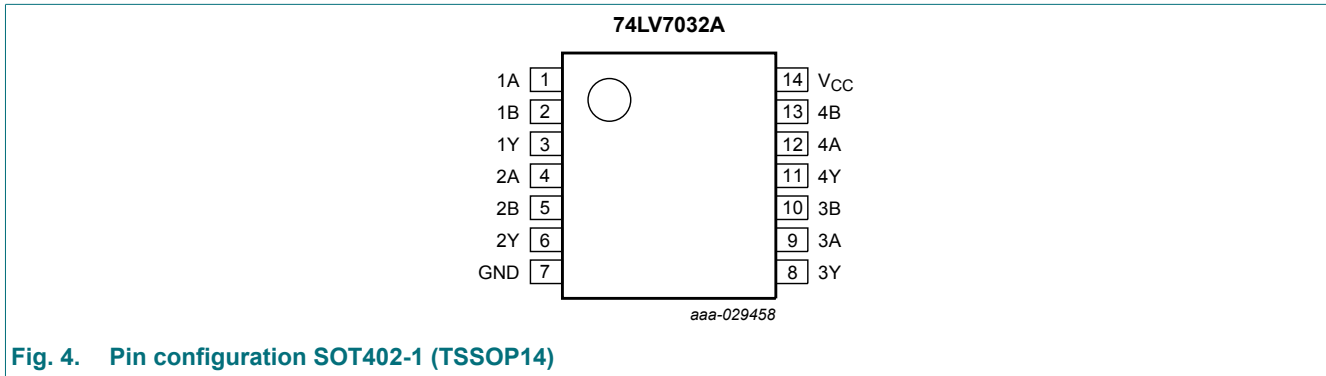 74LV7032A
1A 1 14 VCC
1B 2 13 4B
1Y 3 12 4A
2A 4 11 4Y
2B 5 10 3B
2Y 6 9 3A
GND 7 8 3Y
aaa-029458
Fig. 4. Pin configuration SOT402-1 (TSSOP14)